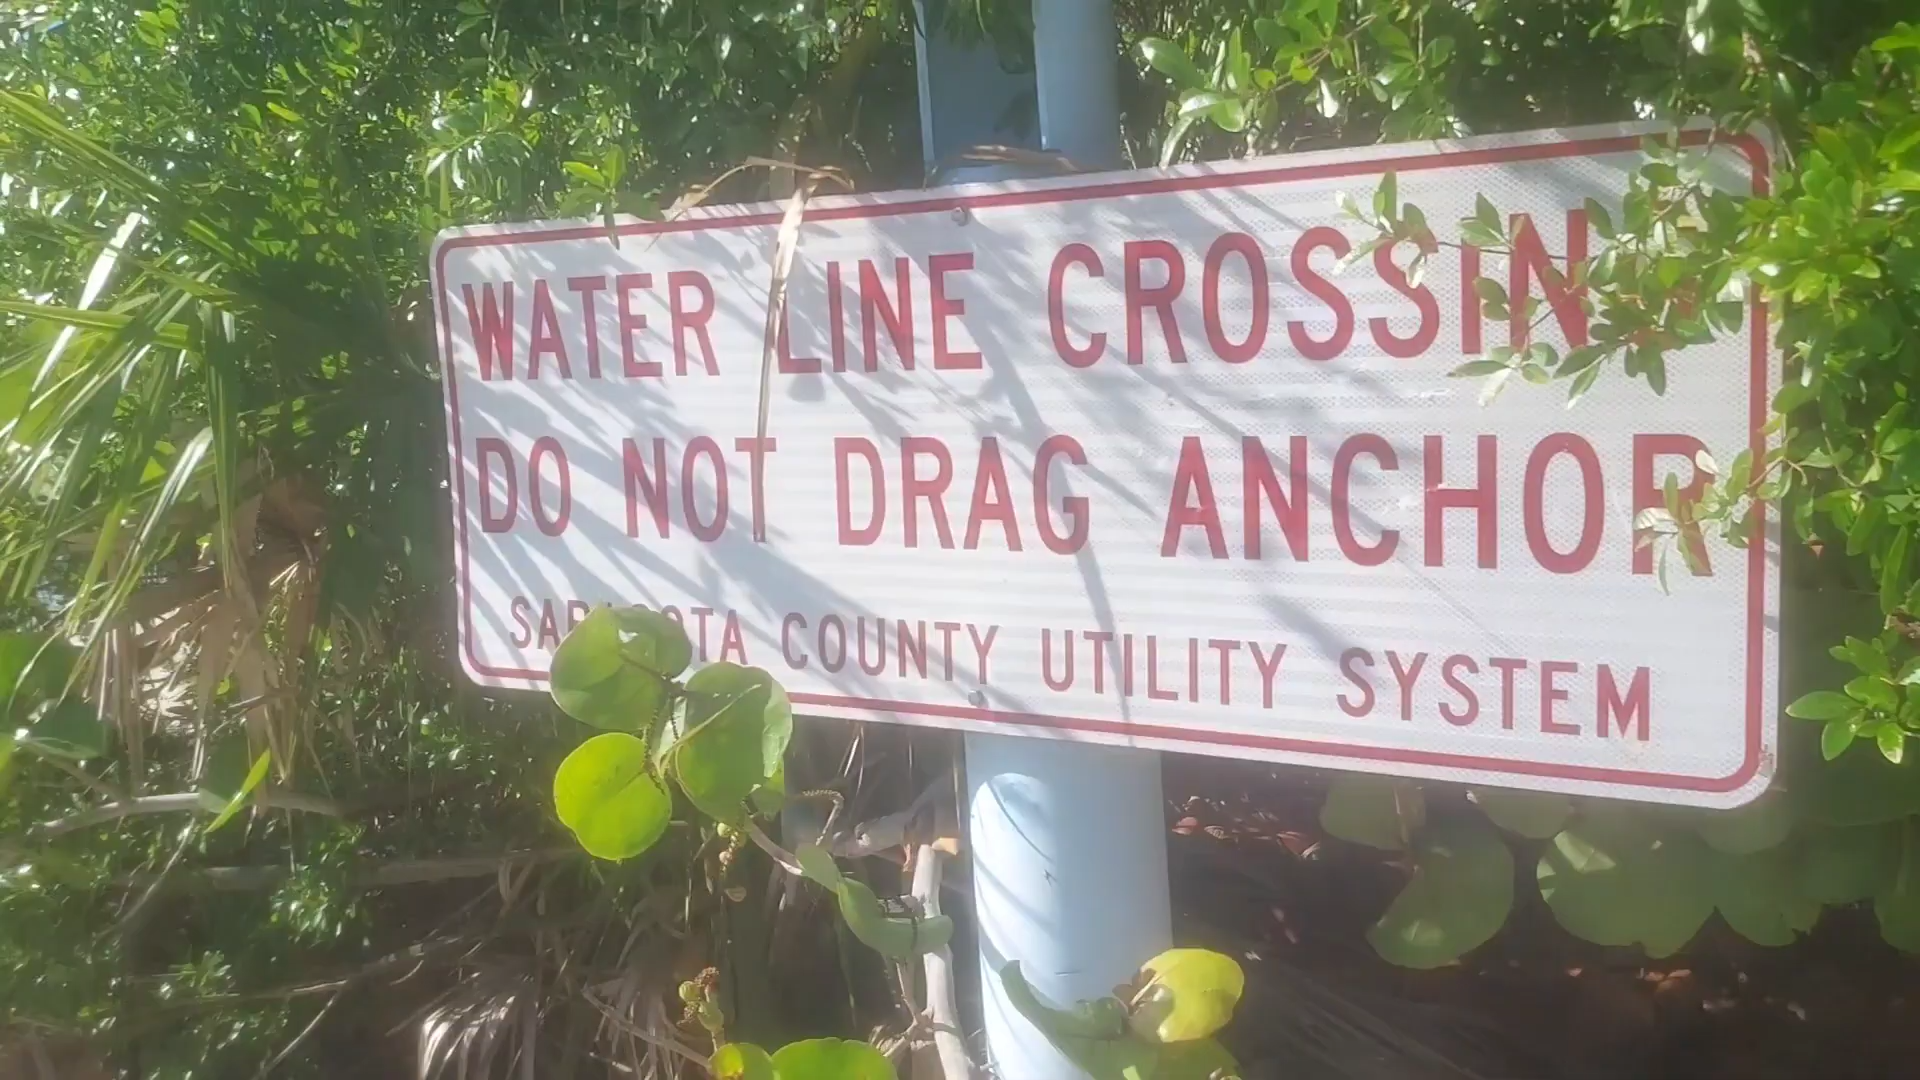 WATER LINE CROSSING
DO NOT DRAG ANCHOR
SARASOTA COUNTY UTILITY SYSTEM